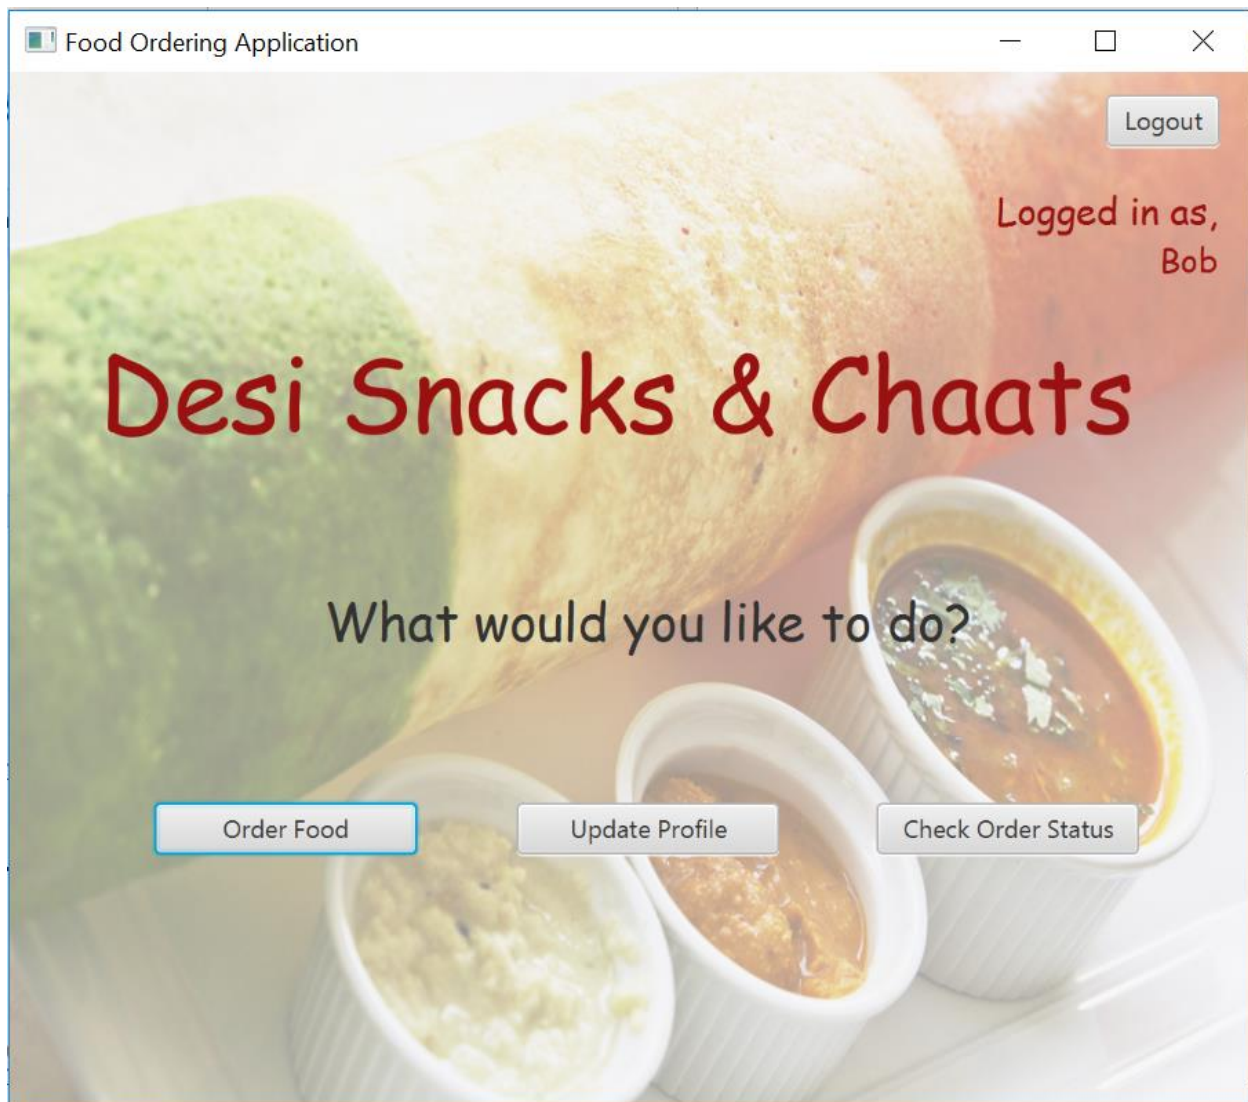 Food Ordering Application
Logout
Logged in as,
Bob
Desi Snacks & Chaats
What would you like to do?
Order Food
Update Profile
Check Order Status